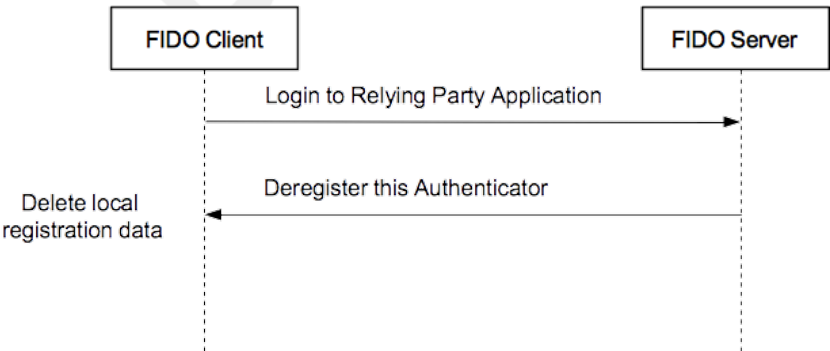 FIDO Client
FIDO Server
Login to Relying Party Application
Deregister this Authenticator
Delete local
registration data